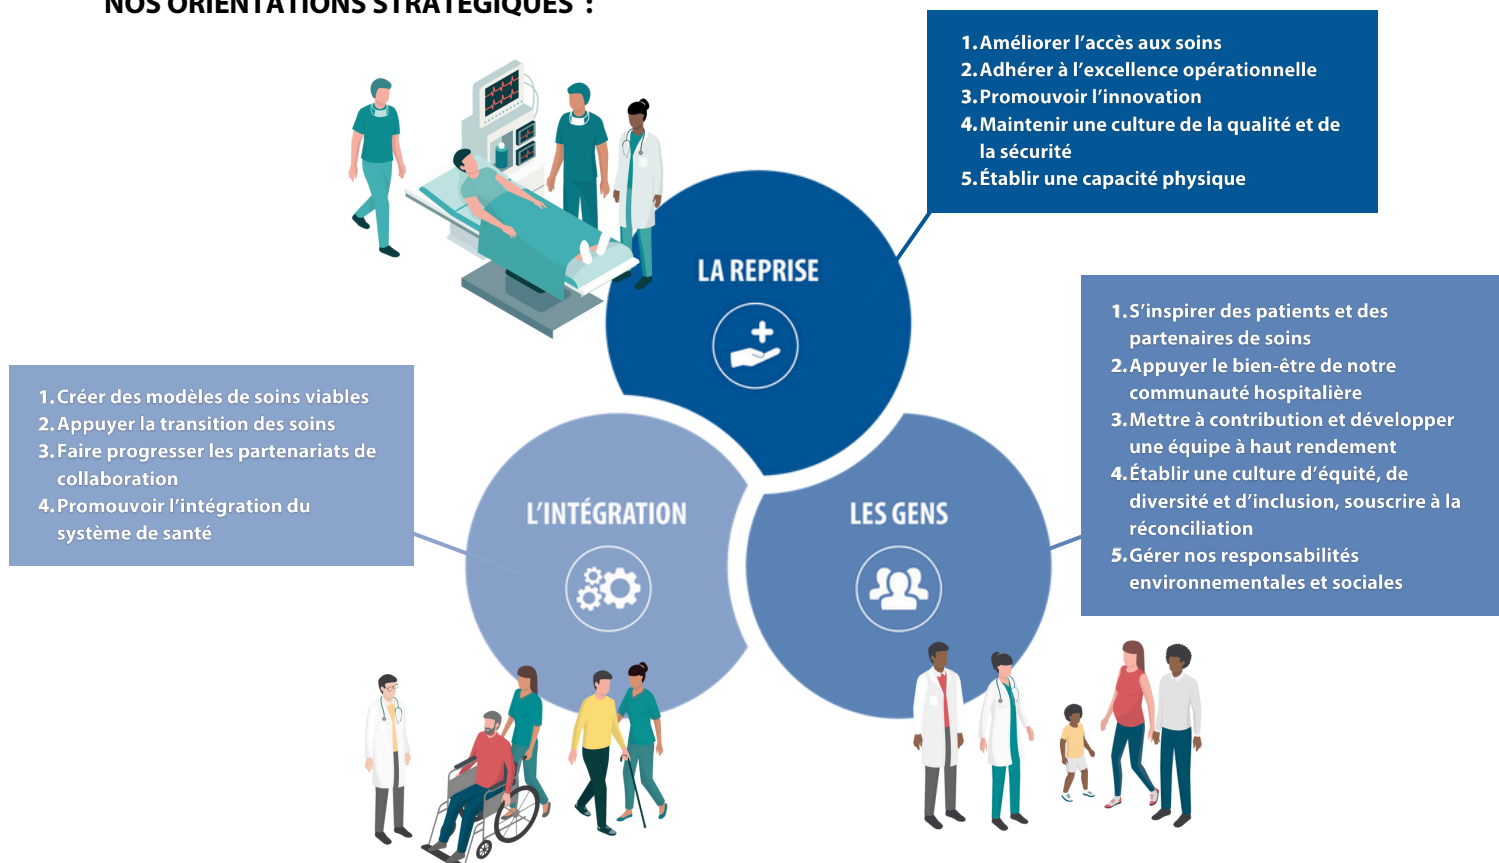 NOS ORIENTATIONS STRATÉGIQUES :
1. Améliorer l’accès aux soins
2. Adhérer à l’excellence opérationnelle
3. Promouvoir l’innovation
4. Maintenir une culture de la qualité et de
la sécurité
5. Établir une capacité physique
LA REPRISE
1. S’inspirer des patients et des
partenaires de soins
2. Appuyer le bien-être de notre
communauté hospitalière
3. Mettre à contribution et développer
une équipe à haut rendement
4. Établir une culture d’équité, de
diversité et d’inclusion, souscrire à la
réconciliation
5. Gérer nos responsabilités
environnementales et sociales
LES GENS
1. Créer des modèles de soins viables
2. Appuyer la transition des soins
3. Faire progresser les partenariats de
collaboration
4. Promouvoir l’intégration du
système de santé
L’INTÉGRATION